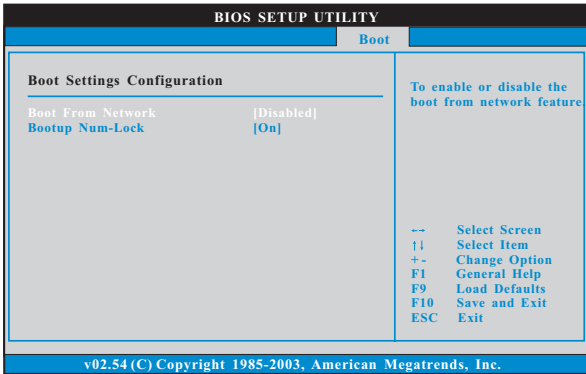 BIOS SETUP UTILITY
Boot
Boot Settings Configuration
Boot From Network [Disabled]
Bootup Num-Lock [On]
To enable or disable the
boot from network feature.
←→ Select Screen
↑↓ Select Item
+ - Change Option
F1 General Help
F9 Load Defaults
F10 Save and Exit
ESC Exit
v02.54 (C) Copyright 1985-2003, American Megatrends, Inc.